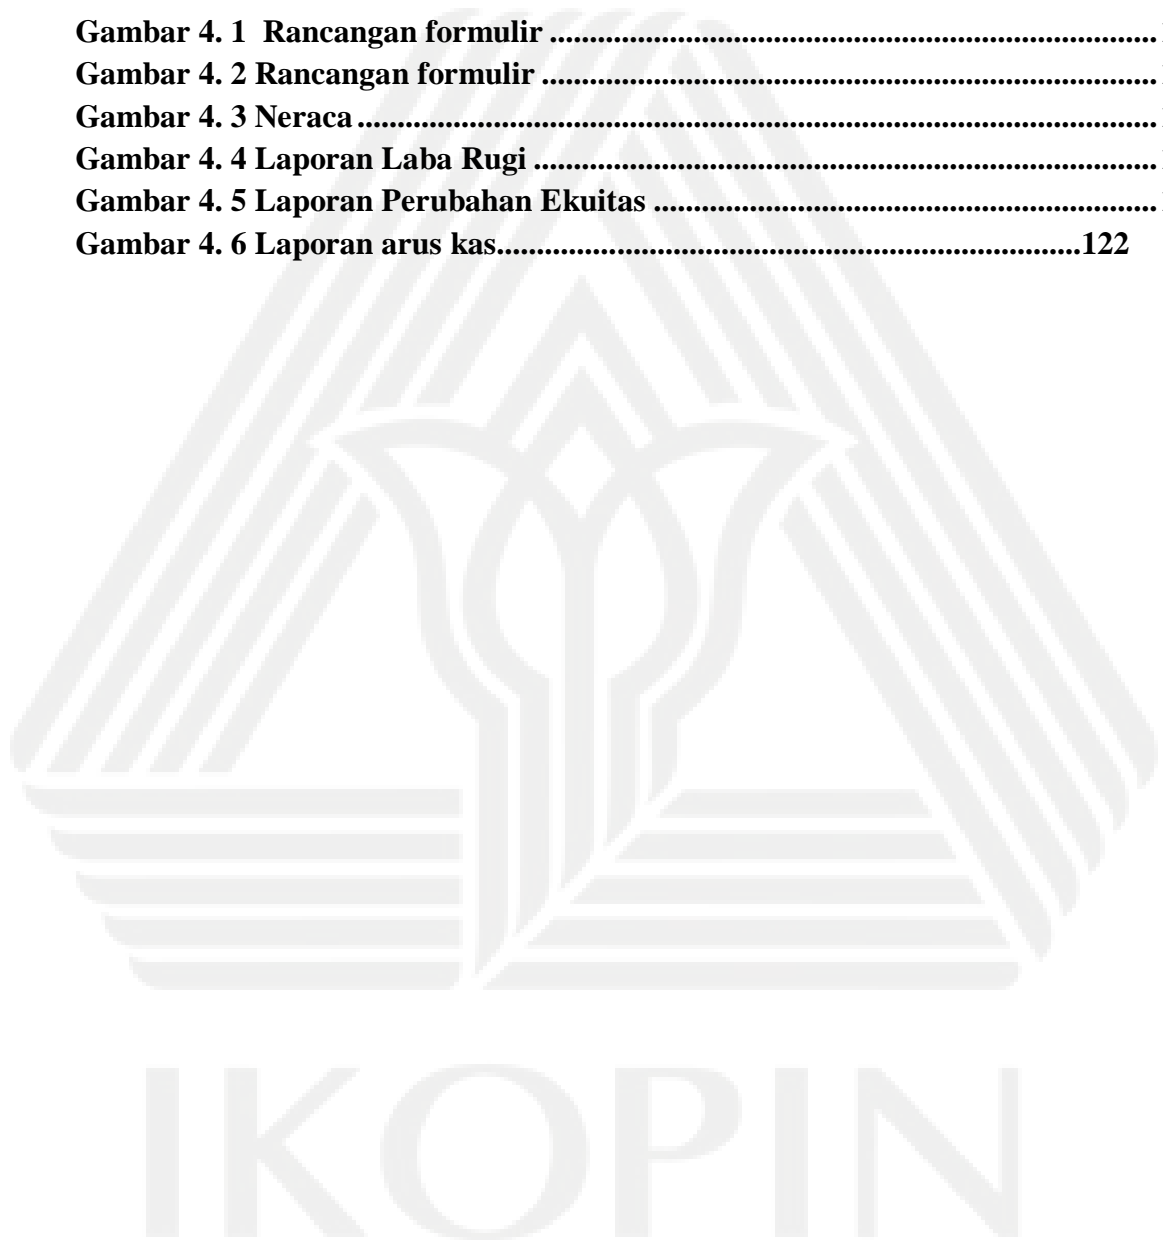 Gambar 4. 1  Rancangan formulir ............................................................................
Gambar 4. 2 Rancangan formulir .............................................................................
Gambar 4. 3 Neraca ....................................................................................................
Gambar 4. 4 Laporan Laba Rugi ..............................................................................
Gambar 4. 5 Laporan Perubahan Ekuitas ...............................................................
Gambar 4. 6 Laporan arus kas.........................................................................122
IKOPIN